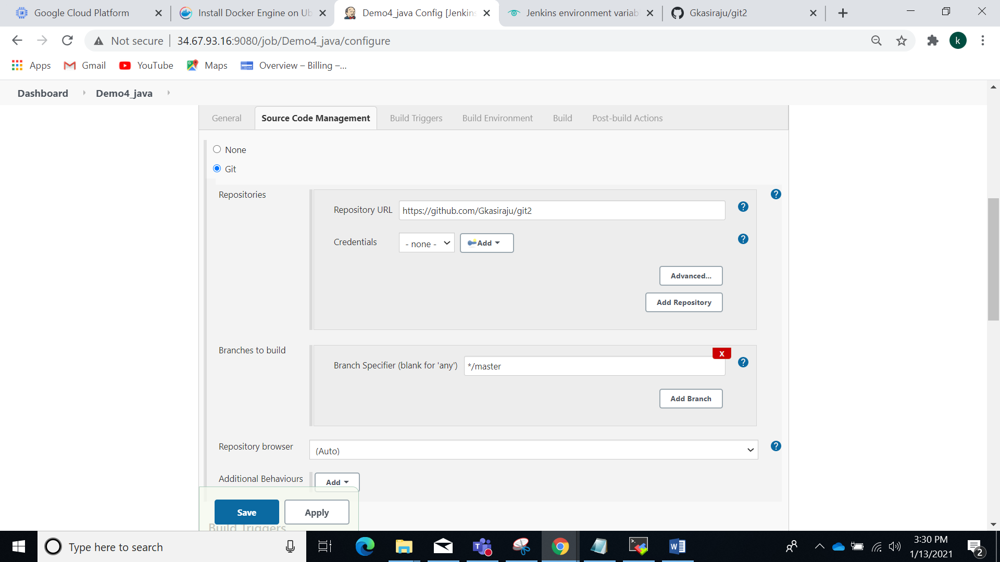 Google Cloud Platform
Install Docker Engine on Ub
Demo4_java Config [Jenkins
Jenkins environment variab
Gkasiraju/git2
Not secure
34.67.93.16:9080/job/Demo4_java/configure
k
Apps
Gmail
YouTube
Maps
Overview – Billing –...
Dashboard
Demo4_java
General
Source Code Management
Build Triggers
Build Environment
Build
Post-build Actions
None
Git
Repositories
?
Repository URL
https://github.com/Gkasiraju/git2
?
Credentials
- none -
Add
?
Advanced...
Add Repository
Branches to build
X
Branch Specifier (blank for 'any')
*/master
?
Add Branch
Repository browser
(Auto)
?
Additional Behaviours
Add
Save
Apply
Build Triggers
Type here to search
3:30 PM
1/13/2021
2